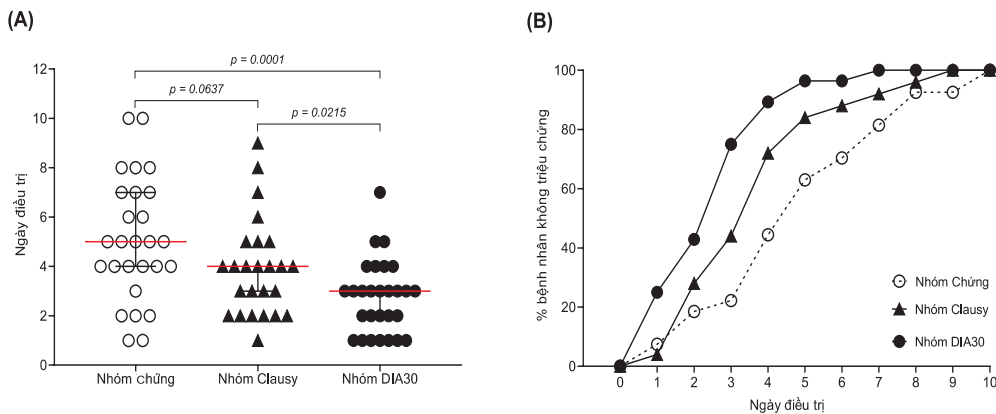 (A)
p = 0.0001
p = 0.0637
p = 0.0215
Ngày điều trị
12
10
8
6
4
2
0
Nhóm chứng
Nhóm Clausy
Nhóm DIA30
(B)
% bệnh nhân không triệu chứng
100
80
60
40
20
0
Nhóm Chứng
Nhóm Clausy
Nhóm DIA30
0 1 2 3 4 5 6 7 8 9 10
Ngày điều trị